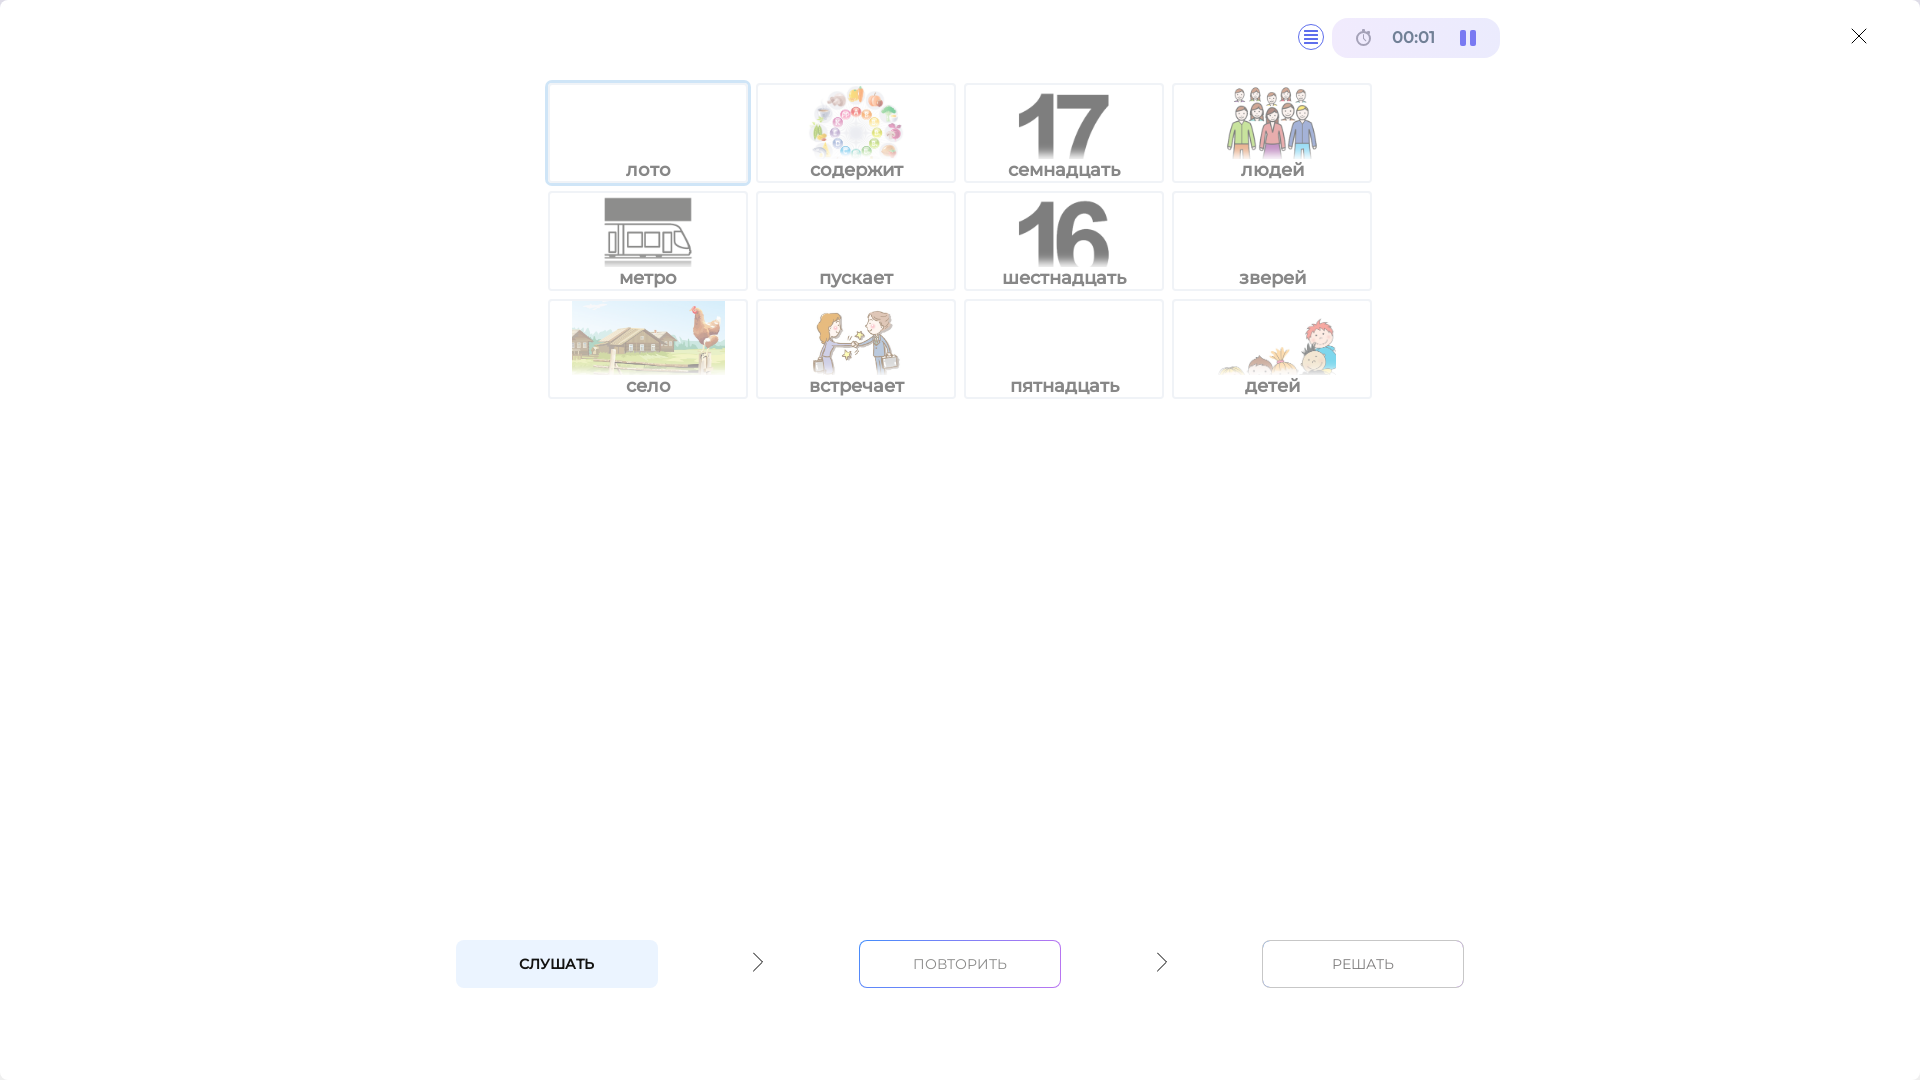 00:01
лото
содержит
17
семнадцать
людей
метро
пускает
16
шестнадцать
зверей
село
встречает
пятнадцать
детей
СЛУШАТЬ
ПОВТОРИТЬ
РЕШАТЬ